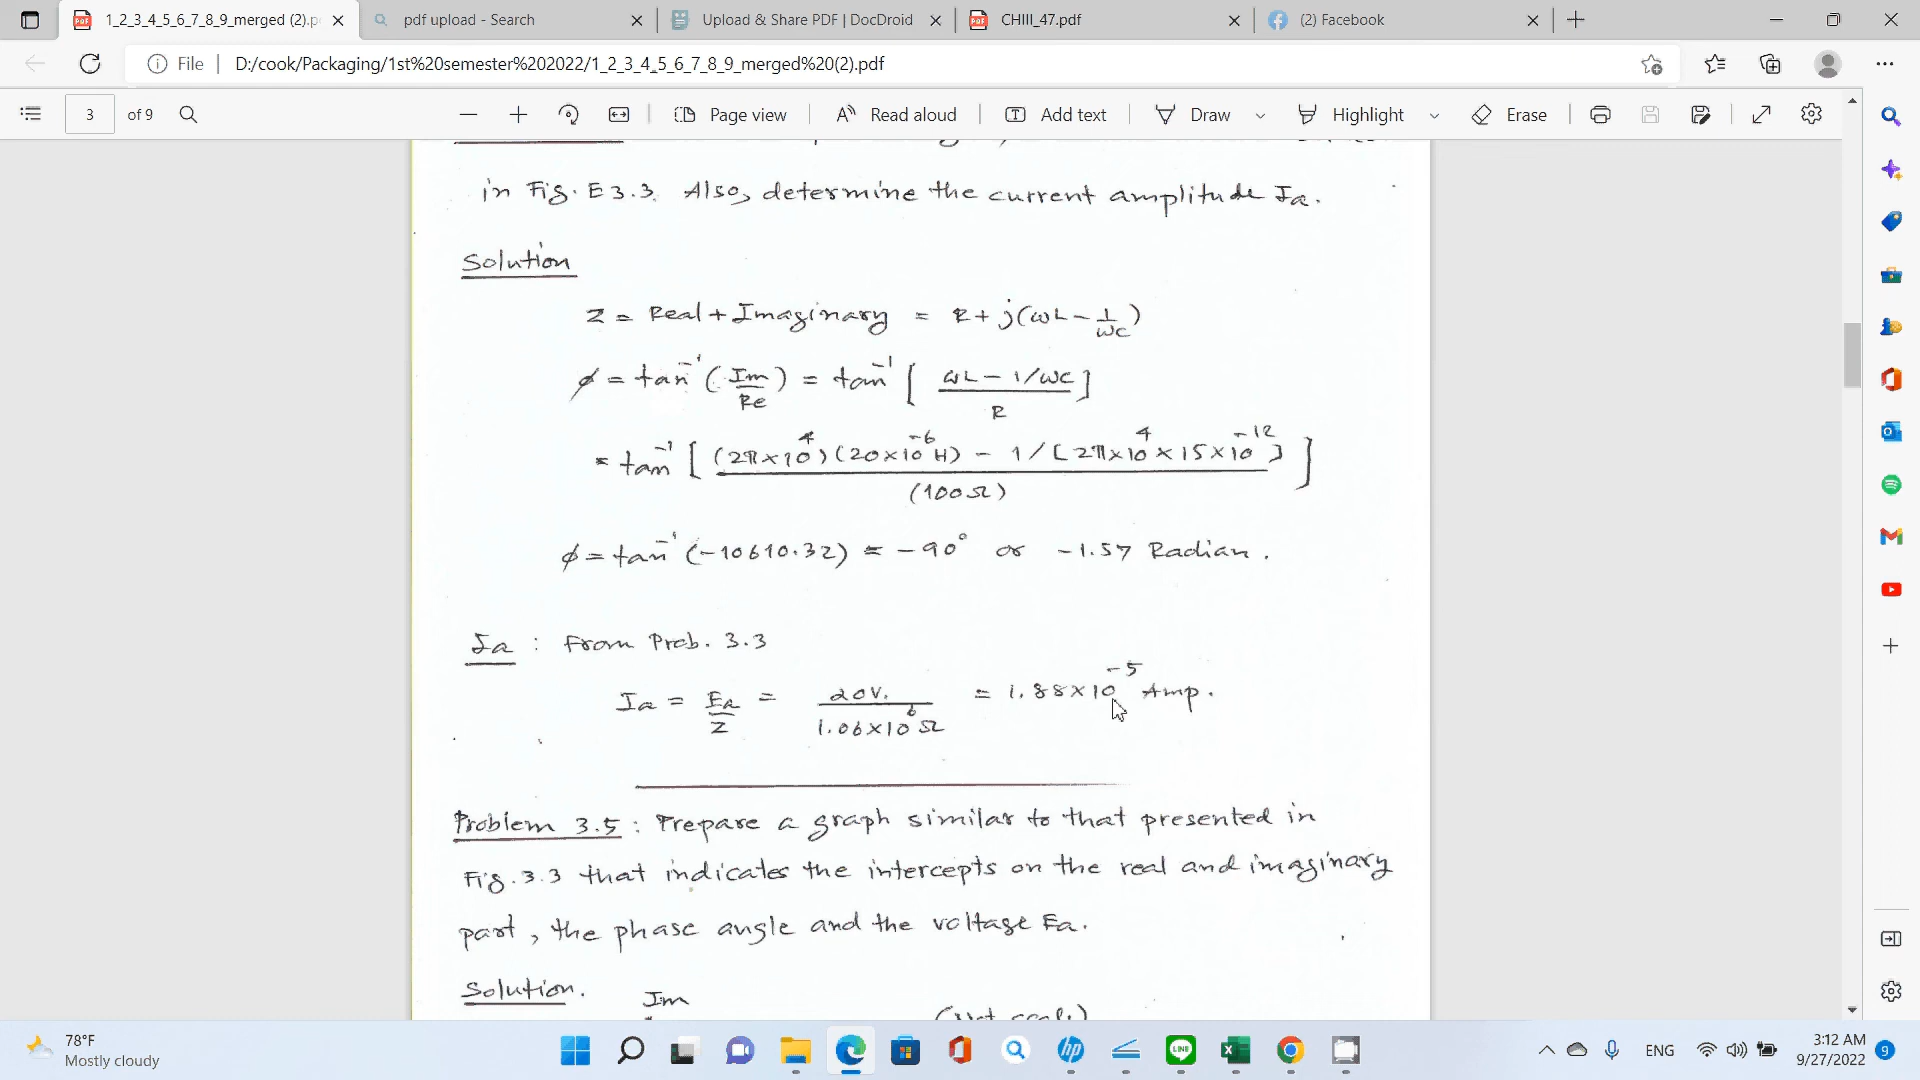 1_2_3_4_5_6_7_8_9_merged (2).p
pdf upload - Search
Upload & Share PDF | DocDroid
CHIII_47.pdf
(2) Facebook
File | D:/cook/Packaging/1st%20semester%202022/1_2_3_4_5_6_7_8_9_merged%20(2).pdf
3 of 9
Page view
Read aloud
Add text
Draw
Highlight
Erase
in Fig. E3.3. Also, determine the current amplitude Ia.
Solution
Z = Real + Imaginary = R + j(ωL - 1/ωC)
ϕ = tan⁻¹ (Im/Re) = tan⁻¹ [ ωL - 1/ωC / R ]
= tan⁻¹ [ (2π×10⁴)(20×10⁻⁶H) - 1/[2π×10⁴×15×10⁻¹²] / (100Ω) ]
ϕ = tan⁻¹ (-10610.32) = -90° or -1.57 Radian.
Ia : From Prob. 3.3
Ia = Ea/Z = 20V. / 1.06×10⁶Ω = 1.88×10⁻⁵ Amp.
Problem 3.5 : Prepare a graph similar to that presented in
Fig. 3.3 that indicates the intercepts on the real and imaginary
part, the phase angle and the voltage Ea.
Solution.
Im
78°F
Mostly cloudy
ENG
3:12 AM
9/27/2022
9